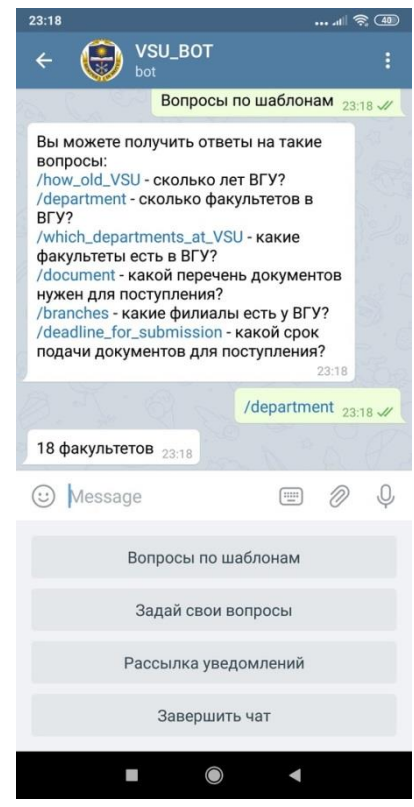 23:18
40
VSU_BOT
bot
Вопросы по шаблонам 23:18
Вы можете получить ответы на такие
вопросы:
/how_old_VSU - сколько лет ВГУ?
/department - сколько факультетов в
ВГУ?
/which_departments_at_VSU - какие
факультеты есть в ВГУ?
/document - какой перечень документов
нужен для поступления?
/branches - какие филиалы есть у ВГУ?
/deadline_for_submission - какой срок
подачи документов для поступления?
23:18
/department 23:18
18 факультетов 23:18
Message
Вопросы по шаблонам
Задай свои вопросы
Рассылка уведомлений
Завершить чат